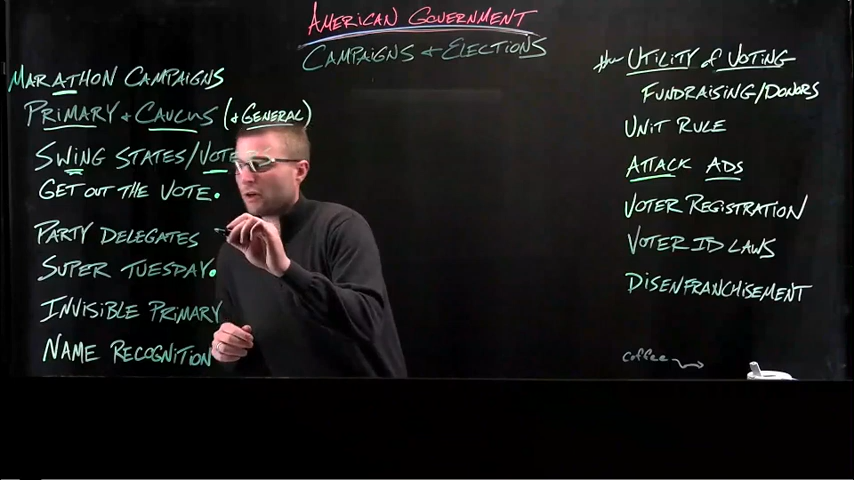 AMERICAN GOVERNMENT
CAMPAIGNS & ELECTIONS
MARATHON CAMPAIGNS
PRIMARY & CAUCUS (& GENERAL)
SWING STATES/VOTE
GET OUT THE VOTE.
PARTY DELEGATES
SUPER TUESDAY.
INVISIBLE PRIMARY
NAME RECOGNITION
the UTILITY of VOTING
FUNDRAISING/DONORS
UNIT RULE
ATTACK ADS
VOTER REGISTRATION
VOTER ID LAWS
DISENFRANCHISEMENT
coffee